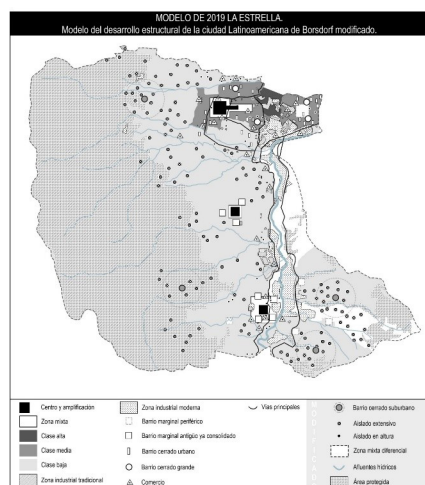 MODELO DE 2019 LA ESTRELLA.
Modelo del desarrollo estructural de la ciudad Latinoamericana de Borsdorf modificado.
Centro y amplificación
Zona mixta
Clase alta
Clase media
Clase baja
Zona industrial tradicional
Zona industrial moderna
Barrio marginal periférico
Barrio marginal antigüo ya consolidado
Barrio cerrado urbano
Barrio cerrado grande
Comercio
Vías principales
MODIFICADO
Barrio cerrado suburbano
Aislado extensivo
Aislado en altura
Zona mixta diferencial
Afluentes hídricos
Área protegida